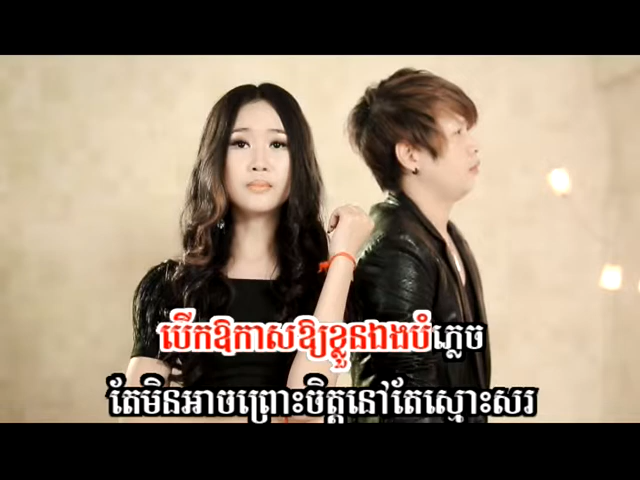 បើកឱកាសឱ្យខ្លួនឯងបំភ្លេច
តែមិនអាចព្រោះចិត្តនៅតែស្មោះសរ